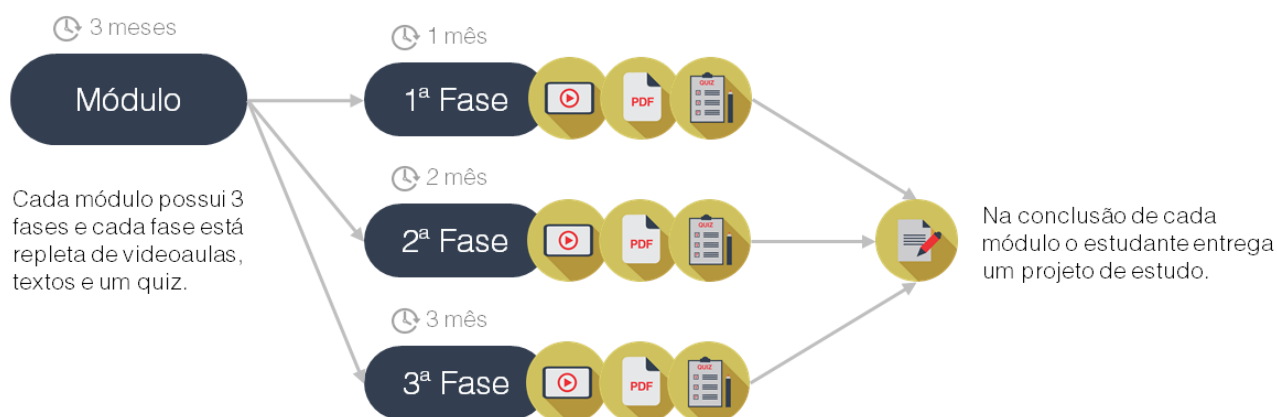 3 meses
Módulo
Cada módulo possui 3
fases e cada fase está
repleta de videoaulas,
textos e um quiz.
1 mês
1ª Fase
PDF
QUIZ
2 mês
2ª Fase
PDF
QUIZ
3 mês
3ª Fase
PDF
QUIZ
Na conclusão de cada
módulo o estudante entrega
um projeto de estudo.